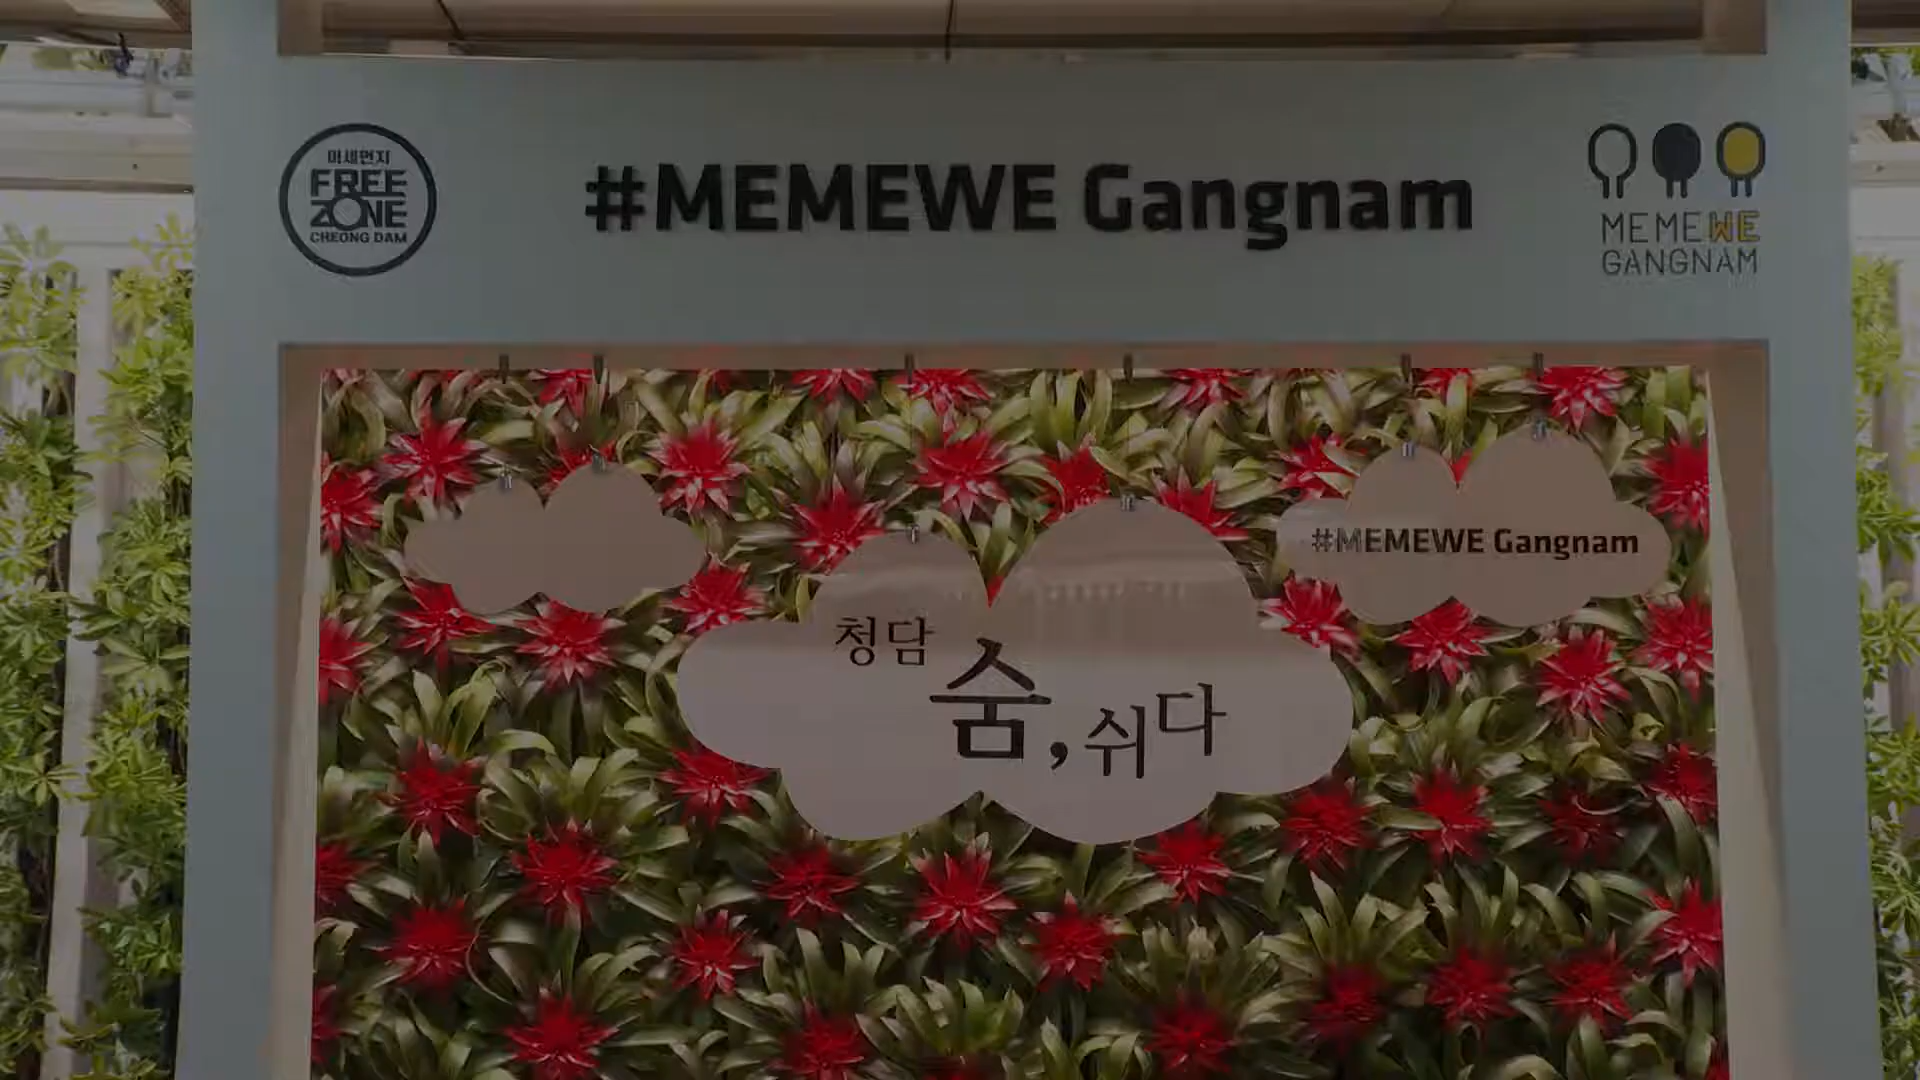 미세먼지
FREE
ZONE
CHEONG DAM
#MEMEWE Gangnam
MEMEWE
GANGNAM
#MEMEWE Gangnam
청담
숨, 쉬다